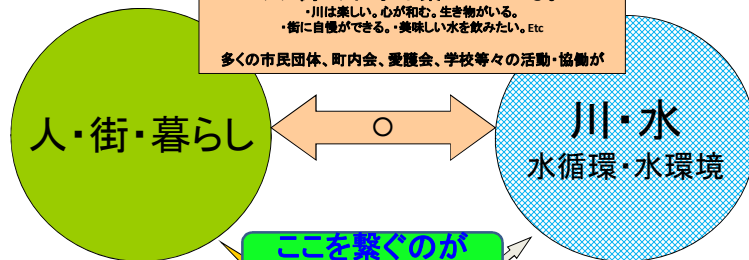 ・川は楽しい。心が和む。生き物がいる。
・街に自慢ができる。・美味しい水を飲みたい。Etc
多くの市民団体、町内会、愛護会、学校等々の活動・協働が
人・街・暮らし
○
川・水
水循環・水環境
ここを繋ぐのが